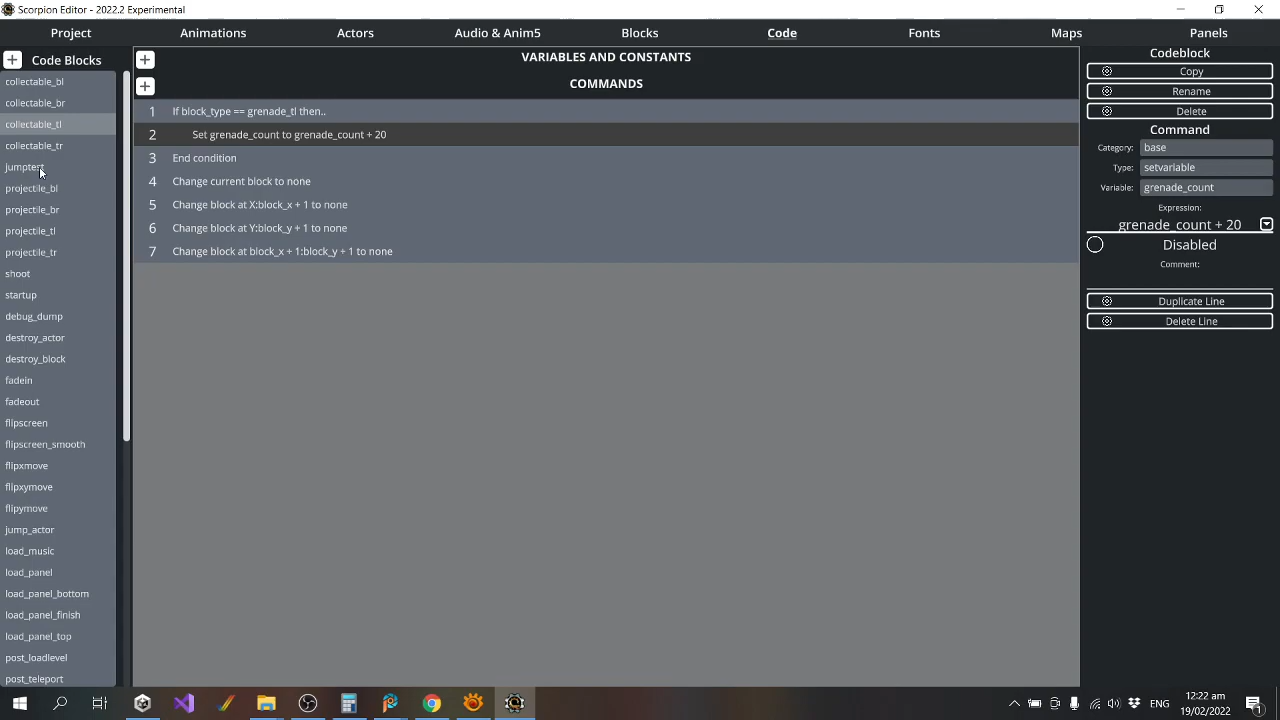 Scorpion Editor - 2022.2 Experimental
Project Animations Actors Audio & Anim5 Blocks Code Fonts Maps Panels
+ Code Blocks
collectable_bl
collectable_br
collectable_tl
collectable_tr
jumptest
projectile_bl
projectile_br
projectile_tl
projectile_tr
shoot
startup
debug_dump
destroy_actor
destroy_block
fadein
fadeout
flipscreen
flipscreen_smooth
flipxmove
flipxymove
flipymove
jump_actor
load_music
load_panel
load_panel_bottom
load_panel_finish
load_panel_top
post_loadlevel
post_teleport
+ VARIABLES AND CONSTANTS
+ COMMANDS
1 If block_type == grenade_tl then..
2 Set grenade_count to grenade_count + 20
3 End condition
4 Change current block to none
5 Change block at X:block_x + 1 to none
6 Change block at Y:block_y + 1 to none
7 Change block at block_x + 1:block_y + 1 to none
Codeblock
Copy
Rename
Delete
Command
Category: base
Type: setvariable
Variable: grenade_count
Expression:
grenade_count + 20
Disabled
Comment:
Duplicate Line
Delete Line
12:22 am
19/02/2022